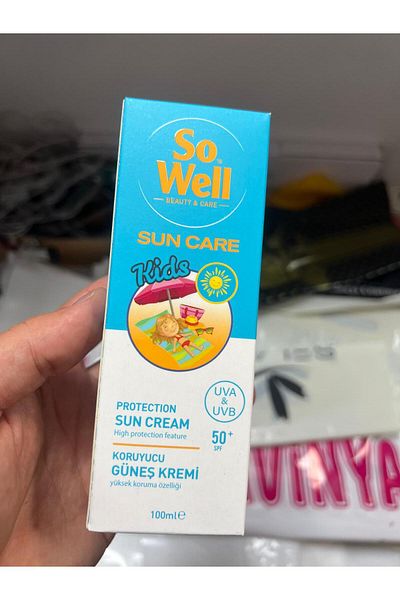 So
Well
BEAUTY & CARE
SUN CARE
Kids
UVA
&
UVB
PROTECTION
SUN CREAM
High protection feature
50+
SPF
KORUYUCU
GÜNEŞ KREMİ
yüksek koruma özelliği
100ml℮
VINYA